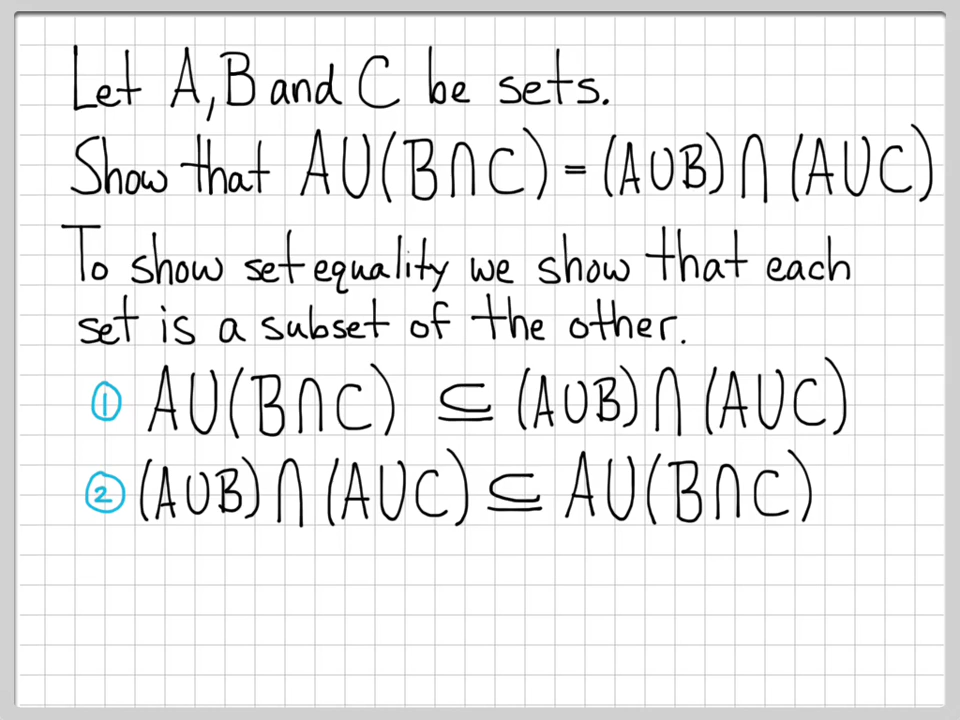 Let A, B and C be sets.
Show that A∪(B∩C) = (A∪B)∩(A∪C)
To show set equality we show that each
set is a subset of the other.
① A∪(B∩C) ⊆ (A∪B)∩(A∪C)
② (A∪B)∩(A∪C) ⊆ A∪(B∩C)